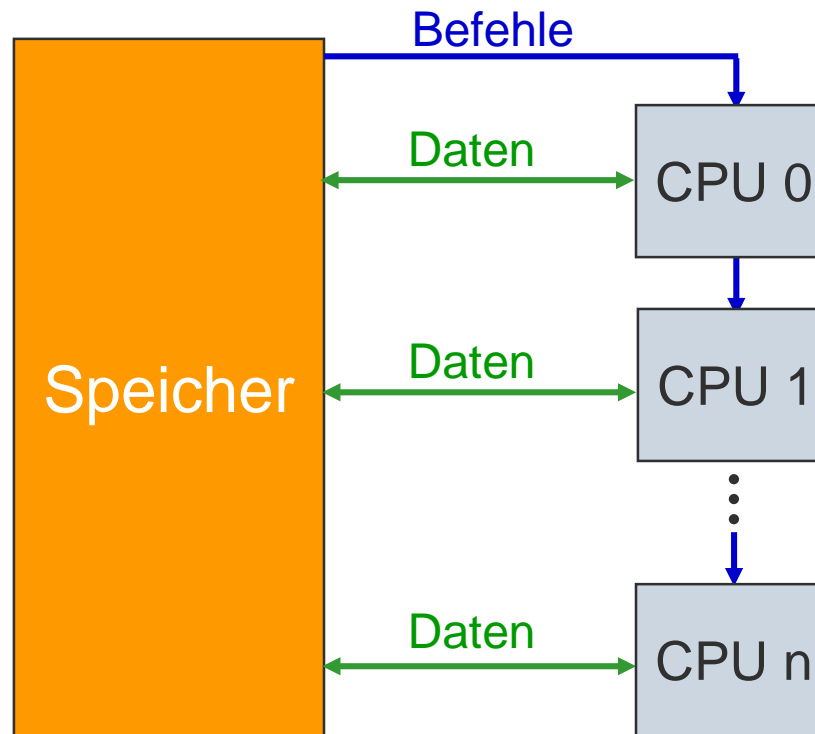 Befehle
Daten
CPU 0
Speicher
Daten
CPU 1
Daten
CPU n